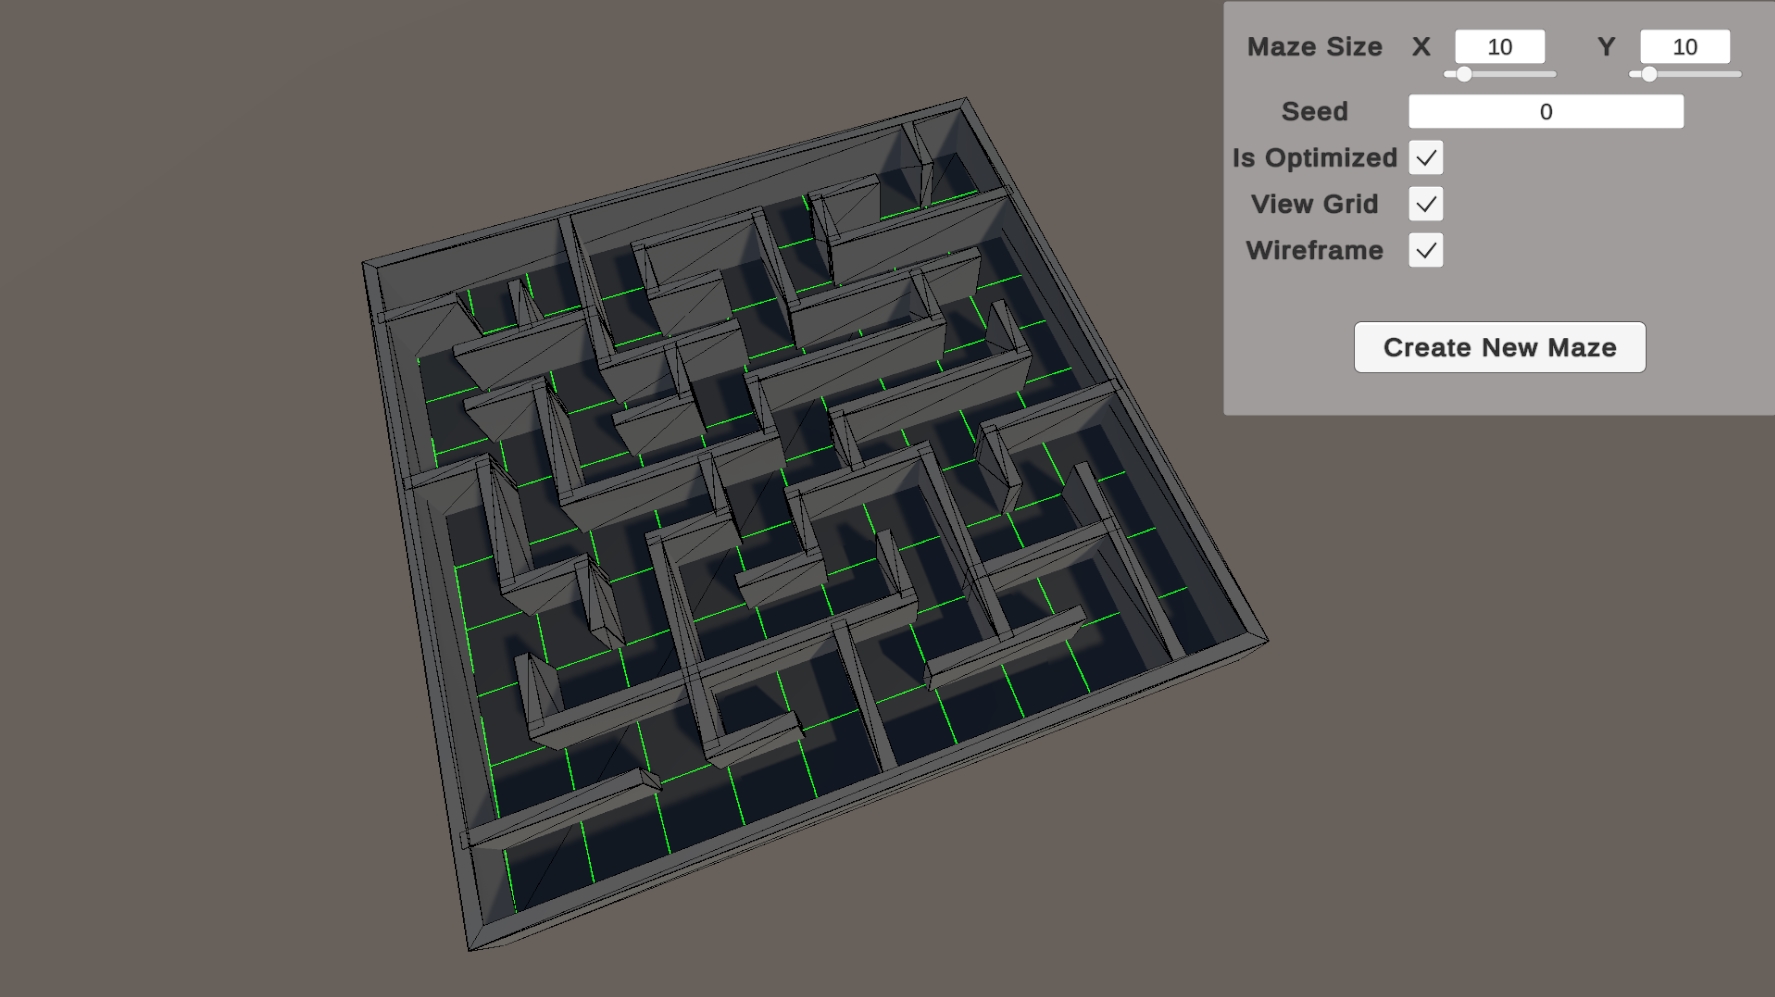 Maze Size X 10 Y 10
Seed 0
Is Optimized
View Grid
Wireframe
Create New Maze